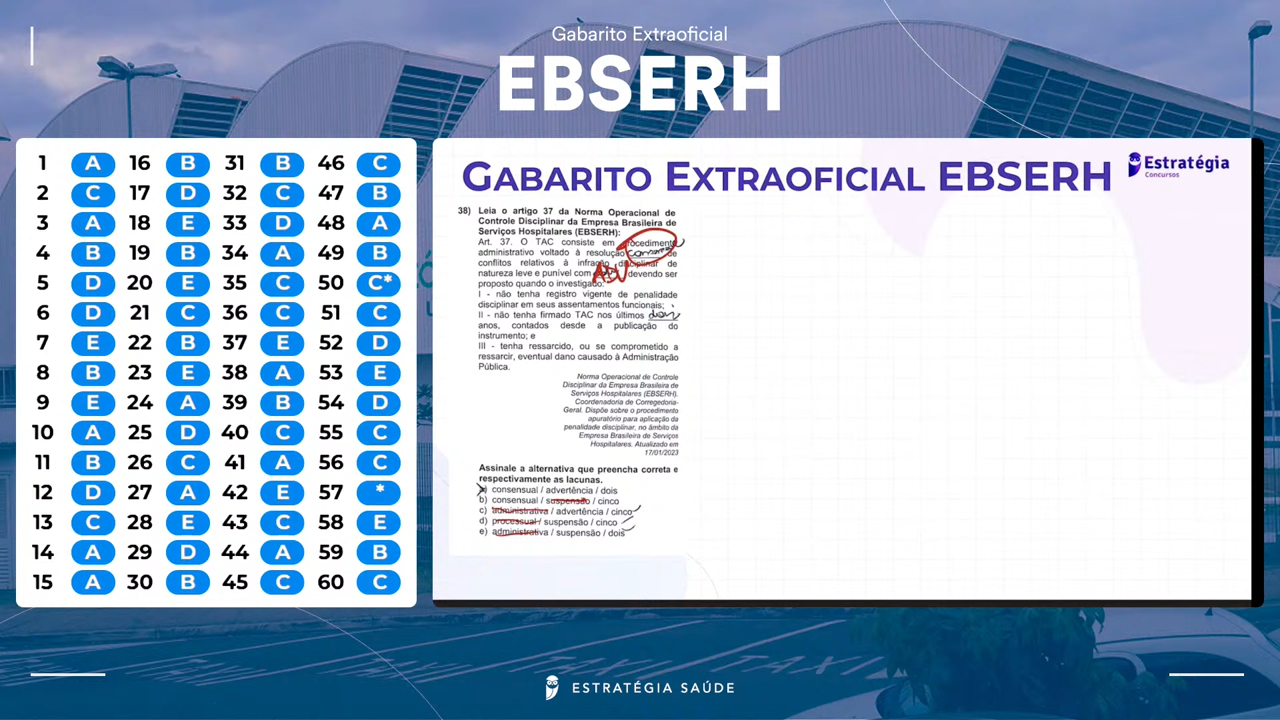 Gabarito Extraoficial
EBSERH
1 A 16 B 31 B 46 C
2 C 17 D 32 C 47 B
3 A 18 E 33 D 48 A
4 B 19 B 34 A 49 B
5 D 20 E 35 C 50 C*
6 D 21 C 36 C 51 C
7 E 22 B 37 E 52 D
8 B 23 E 38 A 53 E
9 E 24 A 39 B 54 D
10 A 25 D 40 C 55 C
11 B 26 C 41 A 56 C
12 D 27 A 42 E 57 *
13 C 28 E 43 C 58 E
14 A 29 D 44 A 59 B
15 A 30 B 45 C 60 C
GABARITO EXTRAOFICIAL EBSERH
Estratégia
Concursos
38) Leia o artigo 37 da Norma Operacional de
Controle Disciplinar da Empresa Brasileira de
Serviços Hospitalares (EBSERH):
Art. 37. O TAC consiste em procedimento
administrativo voltado à resolução de
conflitos relativos à infração disciplinar de
natureza leve e punível com ADV devendo ser
proposto quando o investigado:
I - não tenha registro vigente de penalidade
disciplinar em seus assentamentos funcionais;
II - não tenha firmado TAC nos últimos dois
anos, contados desde a publicação do
instrumento; e
III - tenha ressarcido, ou se comprometido a
ressarcir, eventual dano causado à Administração
Pública.
Norma Operacional de Controle
Disciplinar da Empresa Brasileira de
Serviços Hospitalares (EBSERH).
Coordenadoria de Corregedoria-
Geral. Dispõe sobre o procedimento
apuratório para aplicação da
penalidade disciplinar, no âmbito da
Empresa Brasileira de Serviços
Hospitalares. Atualizado em
17/01/2023
Assinale a alternativa que preencha correta e
respectivamente as lacunas.
a) consensual / advertência / dois
b) consensual / suspensão / cinco
c) administrativa / advertência / cinco
d) processual / suspensão / cinco
e) administrativa / suspensão / dois
ESTRATÉGIA SAÚDE